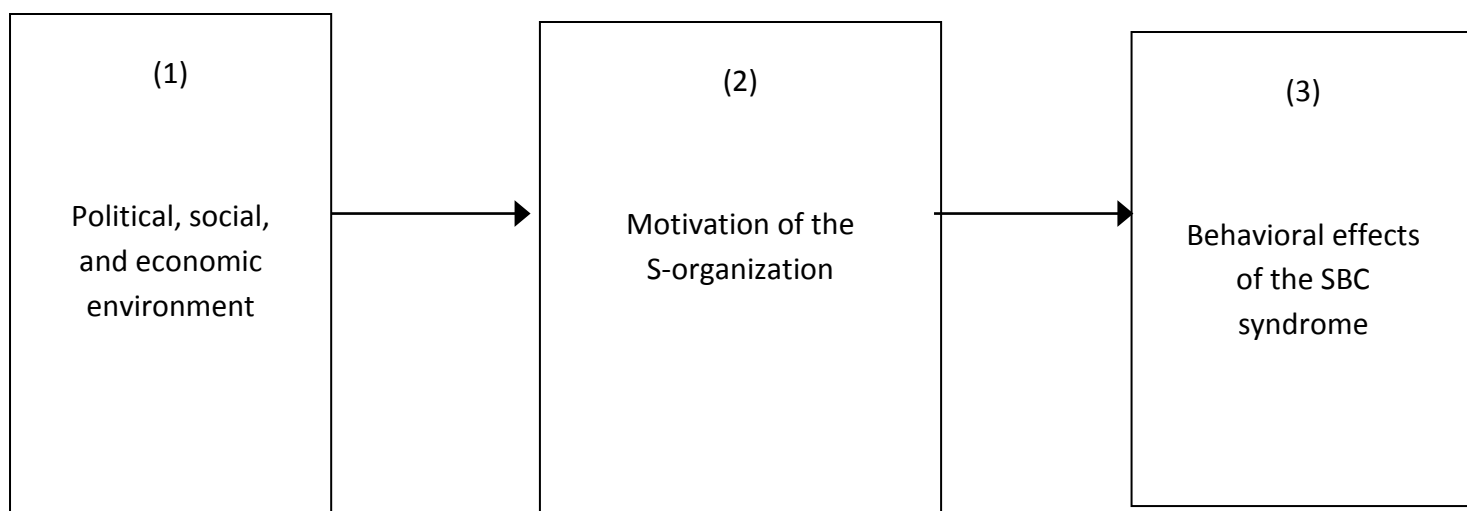 (1)
Political, social,
and economic
environment
(2)
Motivation of the
S-organization
(3)
Behavioral effects
of the SBC
syndrome